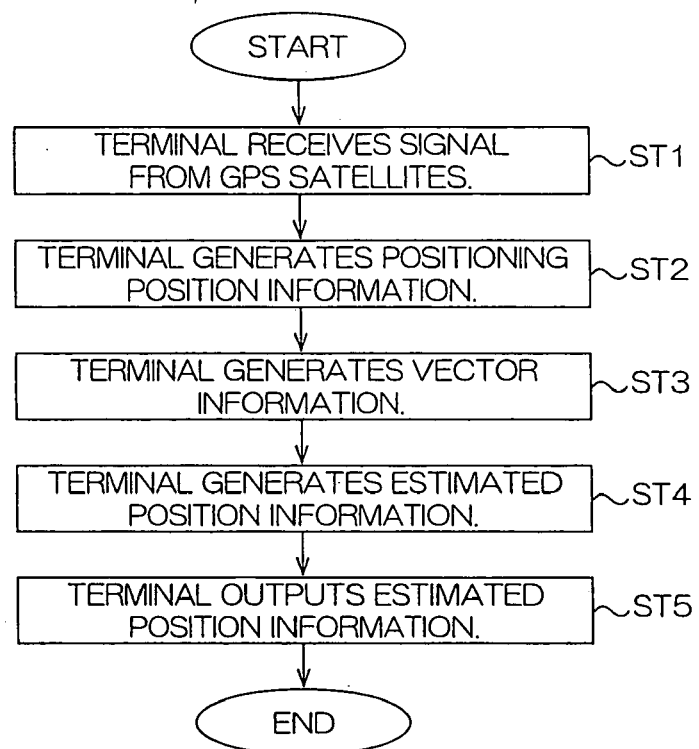 START
TERMINAL RECEIVES SIGNAL
FROM GPS SATELLITES.
ST1
TERMINAL GENERATES POSITIONING
POSITION INFORMATION.
ST2
TERMINAL GENERATES VECTOR
INFORMATION.
ST3
TERMINAL GENERATES ESTIMATED
POSITION INFORMATION.
ST4
TERMINAL OUTPUTS ESTIMATED
POSITION INFORMATION.
ST5
END